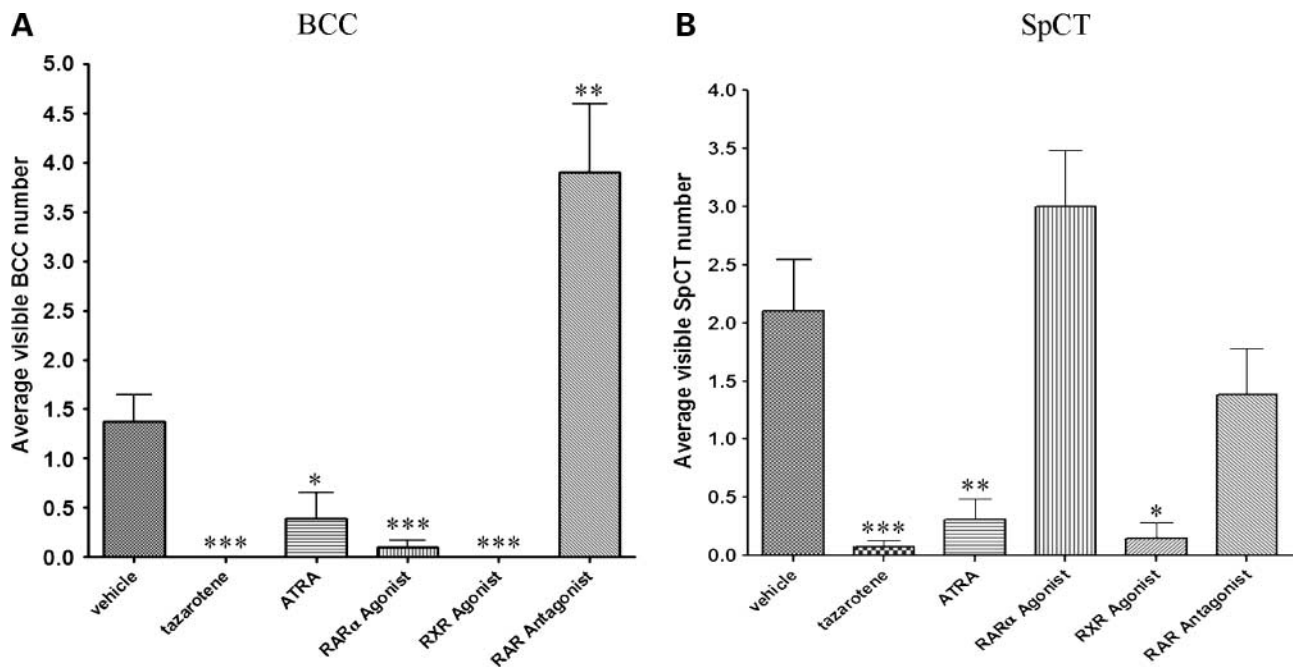 A
BCC
Average visible BCC number
5.0
4.5
4.0
3.5
3.0
2.5
2.0
1.5
1.0
0.5
0.0
***
*
***
***
**
vehicle
tazarotene
ATRA
RARα Agonist
RXR Agonist
RAR Antagonist
B
SpCT
Average visible SpCT number
4.0
3.5
3.0
2.5
2.0
1.5
1.0
0.5
0.0
***
**
*
vehicle
tazarotene
ATRA
RARα Agonist
RXR Agonist
RAR Antagonist